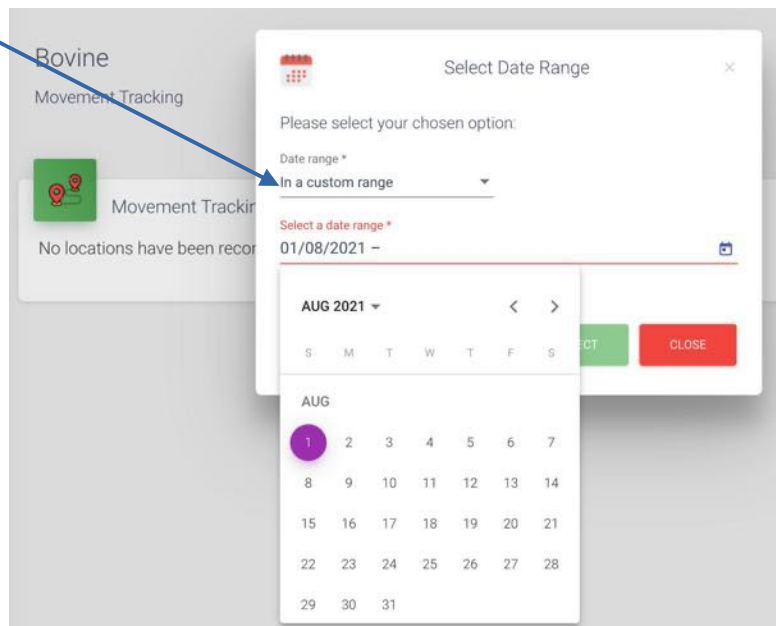 Bovine
Movement Tracking
Movement Trackin
No locations have been recor
Select Date Range
×
Please select your chosen option:
Date range *
In a custom range
Select a date range *
01/08/2021 –
AUG 2021
S M T W T F S
AUG
1 2 3 4 5 6 7
8 9 10 11 12 13 14
15 16 17 18 19 20 21
22 23 24 25 26 27 28
29 30 31
CT
CLOSE